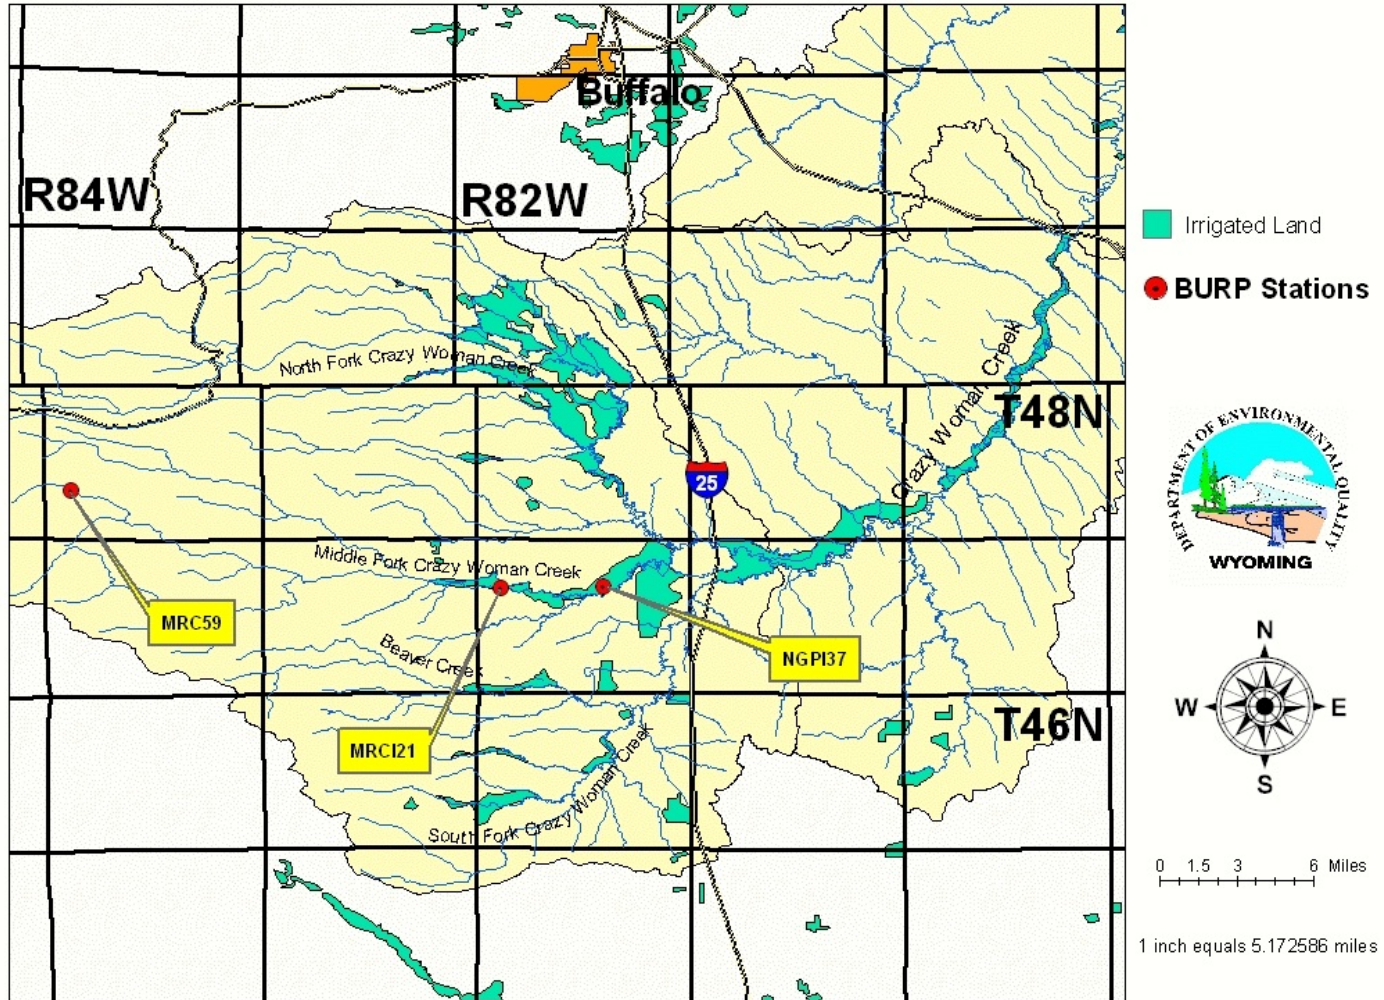 Buffalo
R84W
R82W
Irrigated Land
BURP Stations
North Fork Crazy Woman Creek
Crazy Woman Creek
T48N
25
DEPARTMENT OF ENVIRONMENTAL QUALITY
WYOMING
Middle Fork Crazy Woman Creek
MRC59
Beaver Creek
NGPI37
MRCI21
T46N
South Fork Crazy Woman Creek
N
W E
S
0 1.5 3 6 Miles
1 inch equals 5.172586 miles